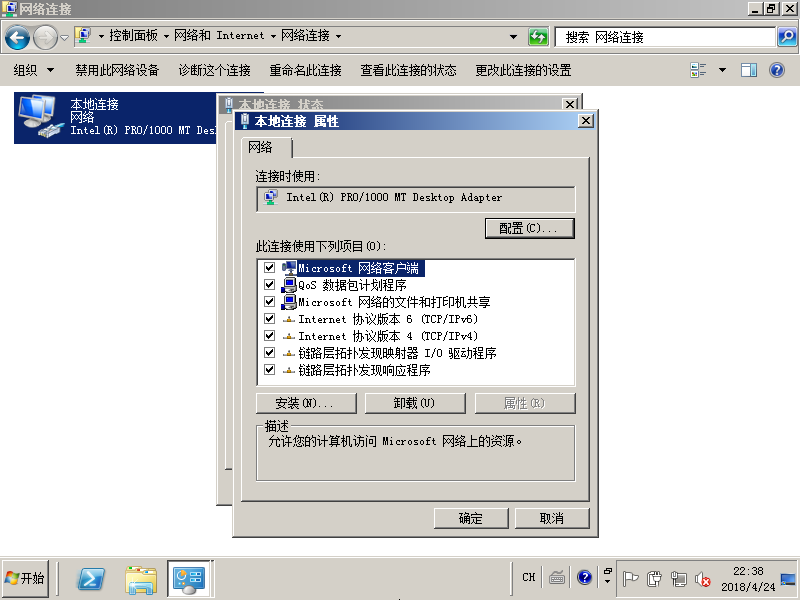 网络连接
控制面板 网络和 Internet 网络连接
搜索 网络连接
组织 禁用此网络设备 诊断这个连接 重命名此连接 查看此连接的状态 更改此连接的设置
本地连接
网络
Intel(R) PRO/1000 MT Des
本地连接 状态
本地连接 属性
网络
连接时使用:
Intel(R) PRO/1000 MT Desktop Adapter
配置(C)...
此连接使用下列项目(O):
Microsoft 网络客户端
QoS 数据包计划程序
Microsoft 网络的文件和打印机共享
Internet 协议版本 6 (TCP/IPv6)
Internet 协议版本 4 (TCP/IPv4)
链路层拓扑发现映射器 I/O 驱动程序
链路层拓扑发现响应程序
安装(N)... 卸载(U) 属性(R)
描述
允许您的计算机访问 Microsoft 网络上的资源。
确定 取消
开始 CH 22:38
2018/4/24